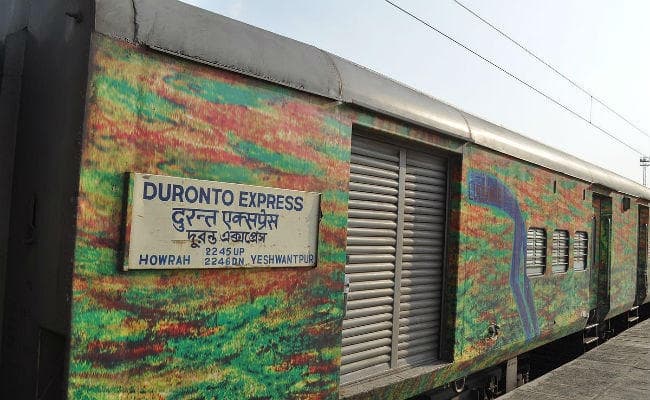 DURONTO EXPRESS
दुरन्त एक्सप्रेस
দুরন্ত এক্সপ্রেস
2245 UP
HOWRAH 2246 DN YESHWANTPUR